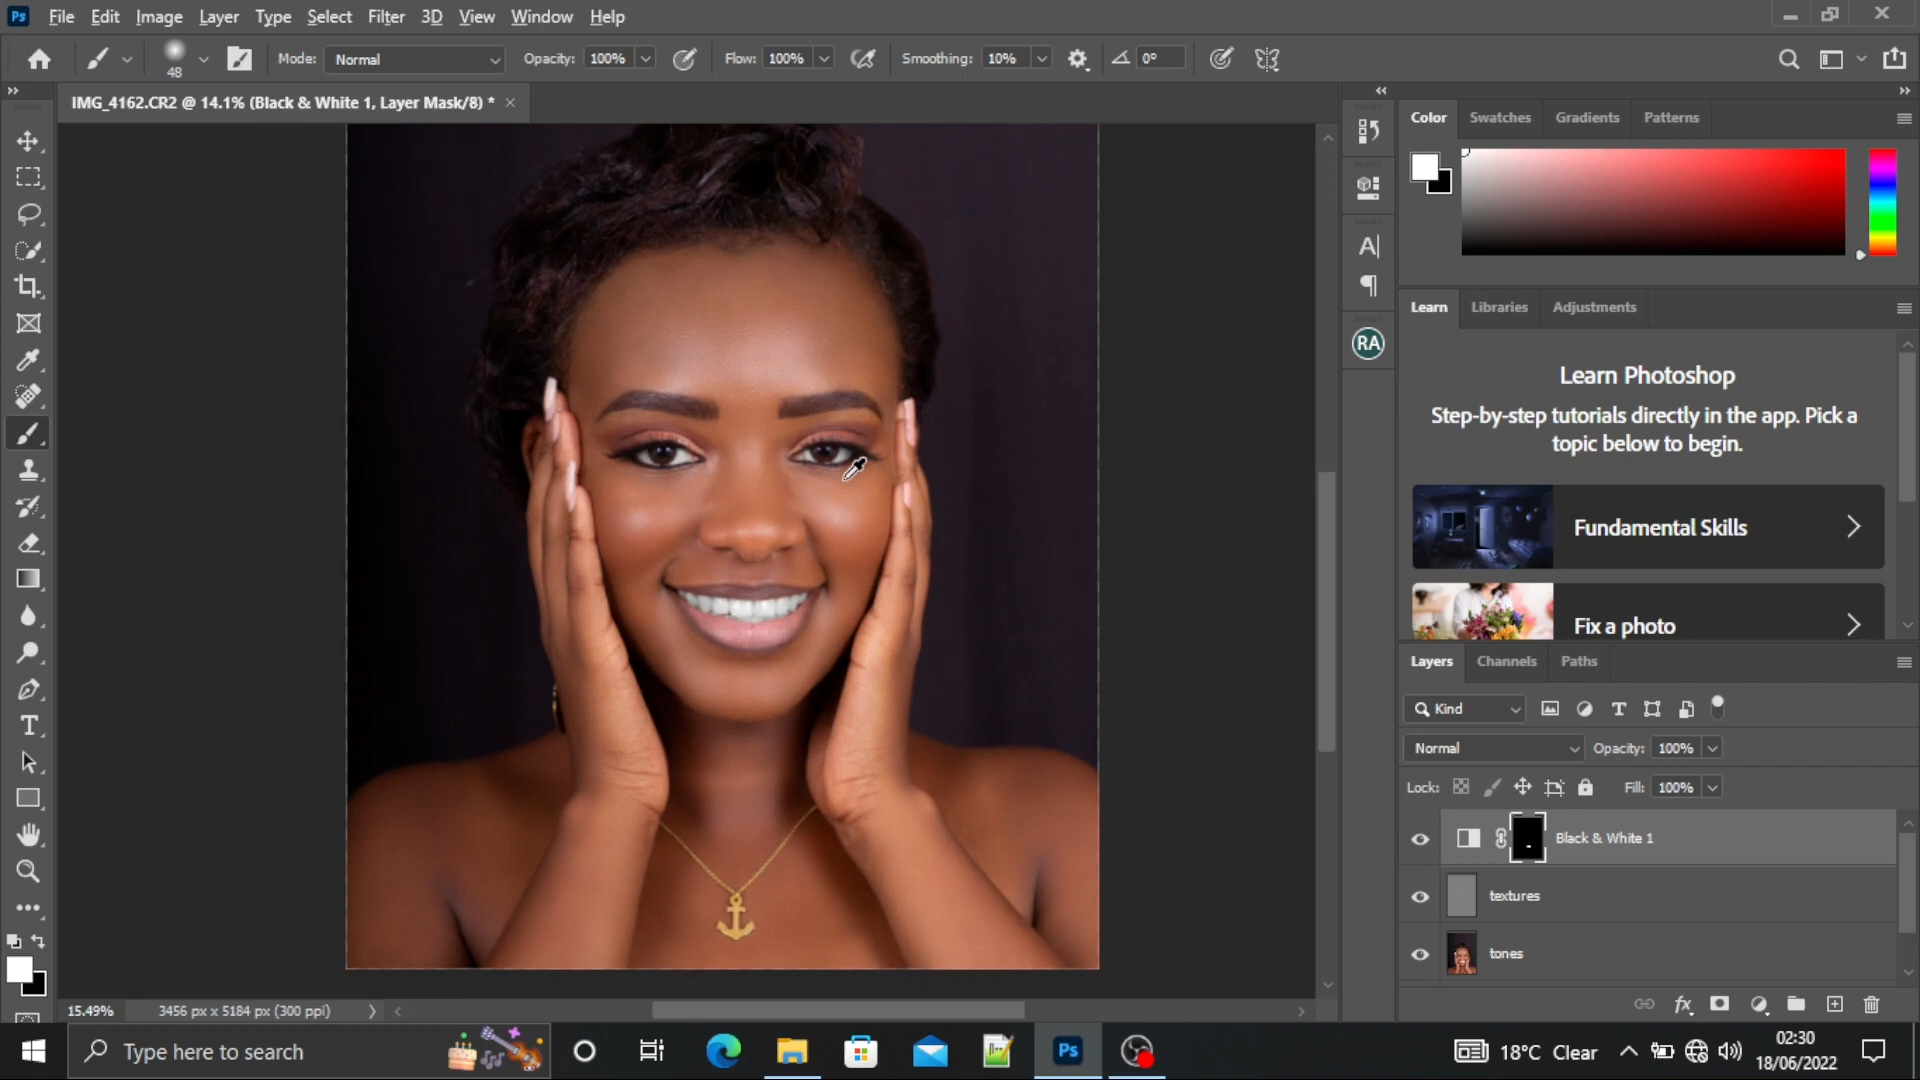 Ps File Edit Image Layer Type Select Filter 3D View Window Help
48 Mode: Normal Opacity: 100% Flow: 100% Smoothing: 10% 0°
IMG_4162.CR2 @ 14.1% (Black & White 1, Layer Mask/8) *
Color Swatches Gradients Patterns
A|
RA
Learn Libraries Adjustments
Learn Photoshop
Step-by-step tutorials directly in the app. Pick a
topic below to begin.
Fundamental Skills
Fix a photo
Layers Channels Paths
Kind
Normal Opacity: 100%
Lock: Fill: 100%
Black & White 1
textures
tones
15.49% 3456 px x 5184 px (300 ppi)
Type here to search
Ps
18°C Clear
02:30
18/06/2022